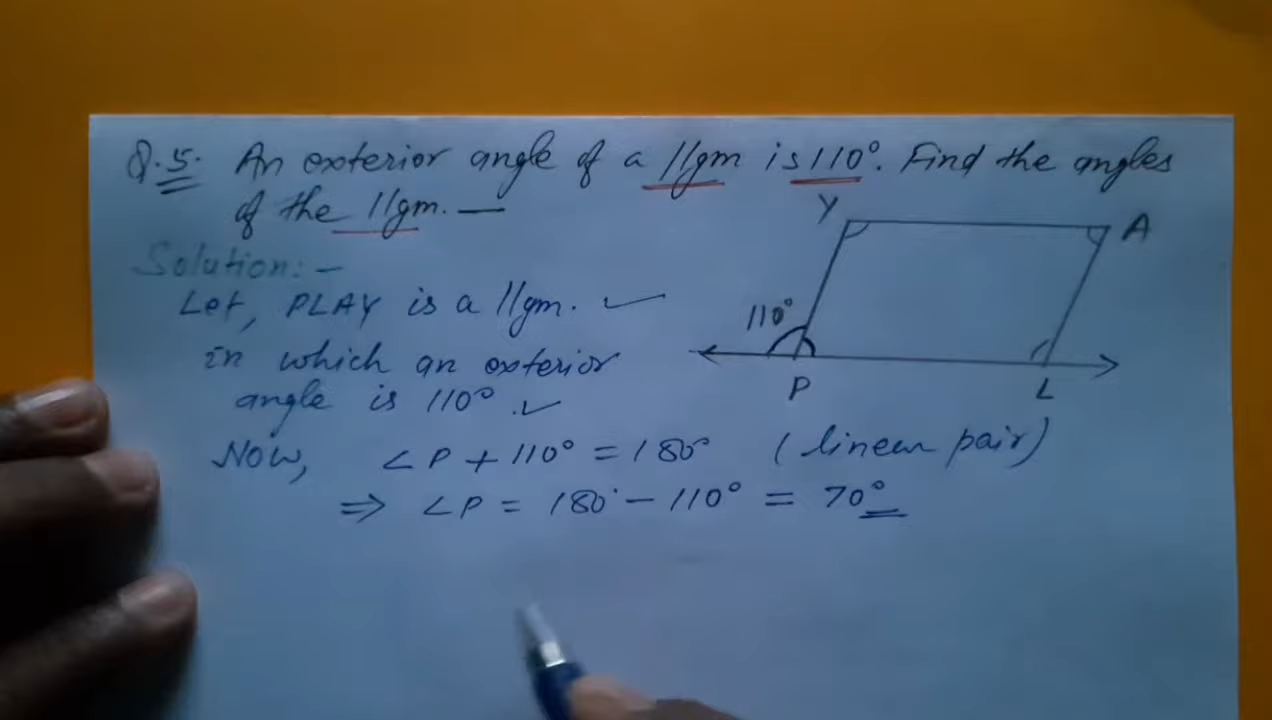 Q.5. An exterior angle of a ||gm is 110°. Find the angles
of the ||gm. —
Solution:-
Let, PLAY is a ||gm. ✓
in which an exterior
angle is 110° ✓
Y
A
110°
P
L
Now, ∠P + 110° = 180° (linear pair)
⇒ ∠P = 180° - 110° = 70°